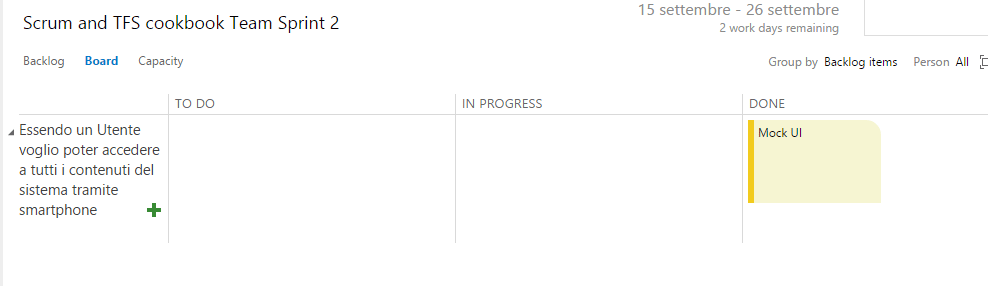 Scrum and TFS cookbook Team Sprint 2
15 settembre - 26 settembre
2 work days remaining
Backlog Board Capacity
Group by Backlog items Person All
TO DO IN PROGRESS DONE
Essendo un Utente
voglio poter accedere
a tutti i contenuti del
sistema tramite
smartphone
Mock UI